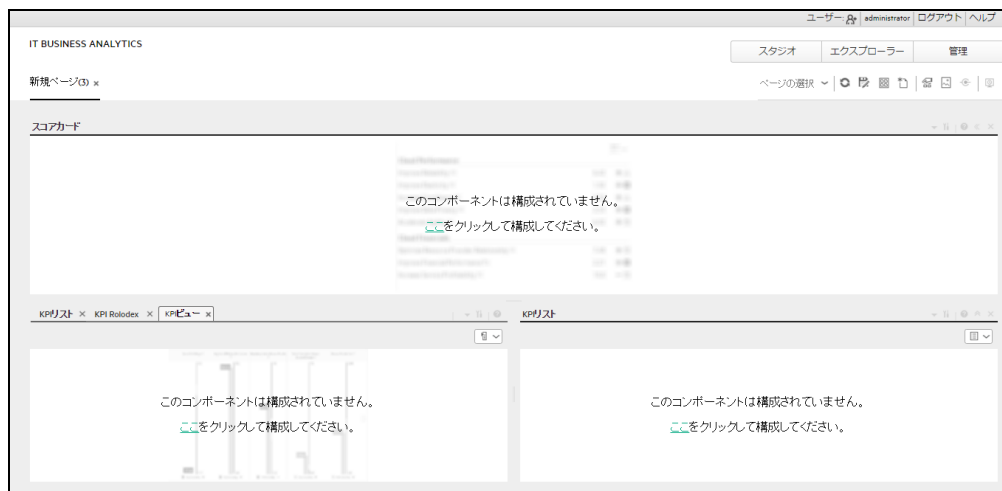 ユーザー: administrator ログアウト ヘルプ
IT BUSINESS ANALYTICS
スタジオ エクスプローラー 管理
新規ページ(3) × ページの選択
スコアカード
このコンポーネントは構成されていません。
ここをクリックして構成してください。
KPIリスト × KPI Rolodex × KPIビュー ×
KPIリスト
このコンポーネントは構成されていません。
ここをクリックして構成してください。
このコンポーネントは構成されていません。
ここをクリックして構成してください。